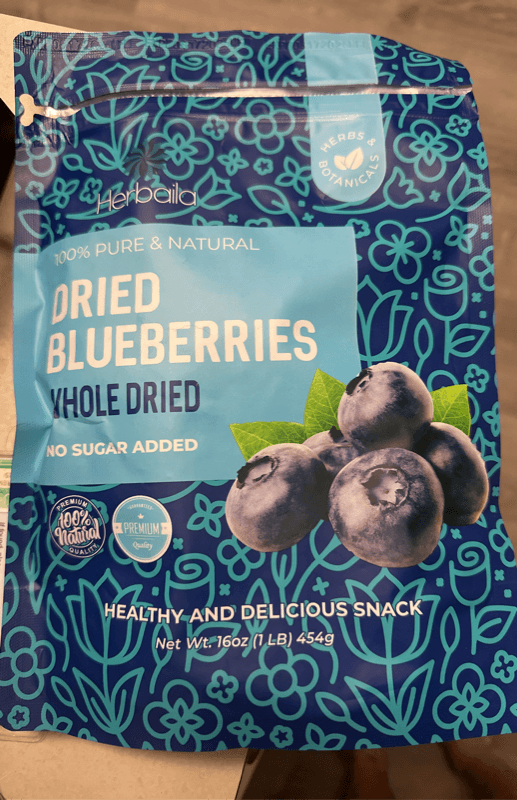 HERBS &
BOTANICALS
Herbaila
100% PURE & NATURAL
DRIED
BLUEBERRIES
WHOLE DRIED
NO SUGAR ADDED
PREMIUM
100%
Natural
QUALITY
GUARANTEED
PREMIUM
Quality
HEALTHY AND DELICIOUS SNACK
Net Wt. 16oz (1 LB) 454g